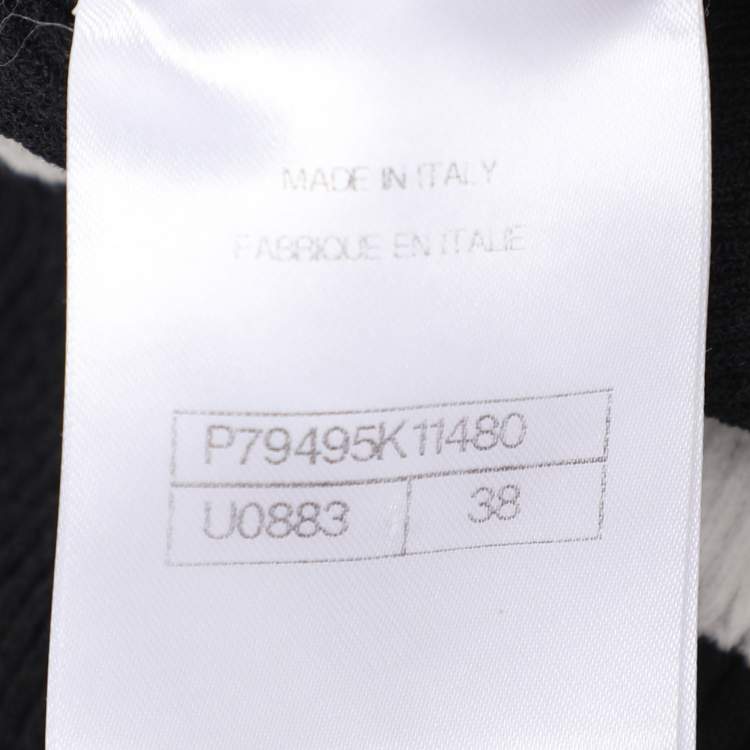 MADE IN ITALY
FABRIQUE EN ITALIE
P79495K11480
U0883 38